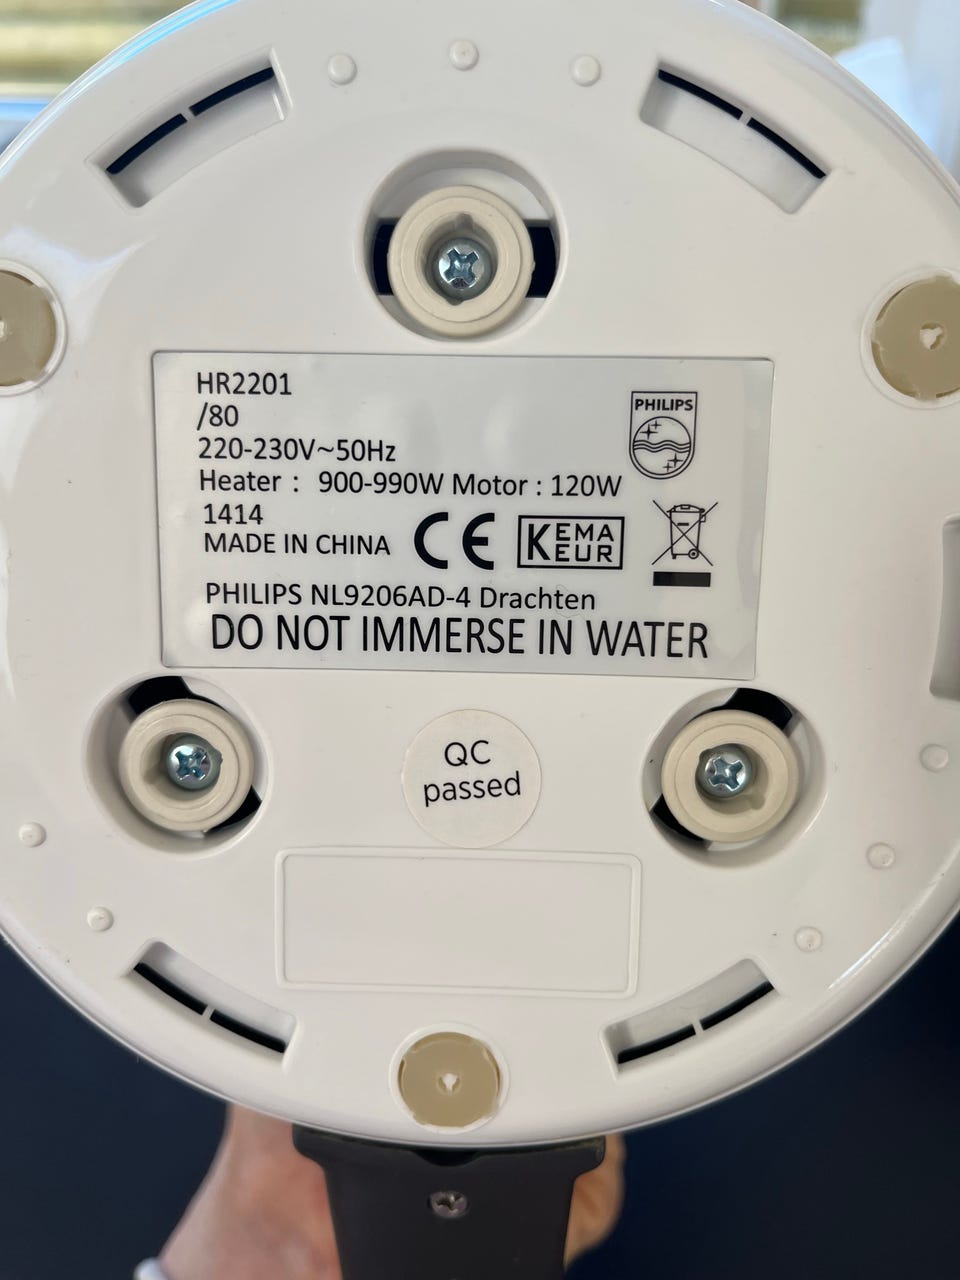 HR2201
/80
220-230V~50Hz
Heater : 900-990W Motor : 120W
1414
MADE IN CHINA
CE
KEMA
EUR
PHILIPS
PHILIPS NL9206AD-4 Drachten
DO NOT IMMERSE IN WATER
QC
passed